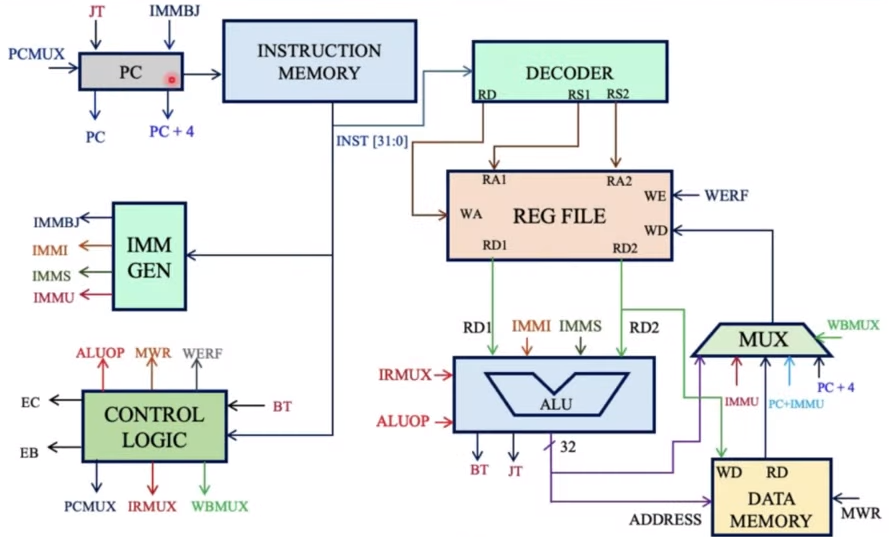 JT
IMMBJ
PCMUX
PC
PC
PC + 4
INSTRUCTION
MEMORY
INST [31:0]
DECODER
RD
RS1
RS2
RA1
RA2
WE
WERF
WA
REG FILE
WD
RD1
RD2
IMMBJ
IMMI
IMMS
IMMU
IMM
GEN
ALUOP
MWR
WERF
EC
EB
CONTROL
LOGIC
BT
PCMUX
IRMUX
WBMUX
RD1
IMMI
IMMS
RD2
IRMUX
ALUOP
ALU
BT
JT
32
MUX
WBMUX
IMMU
PC+IMMU
PC + 4
WD
RD
DATA
MEMORY
ADDRESS
MWR